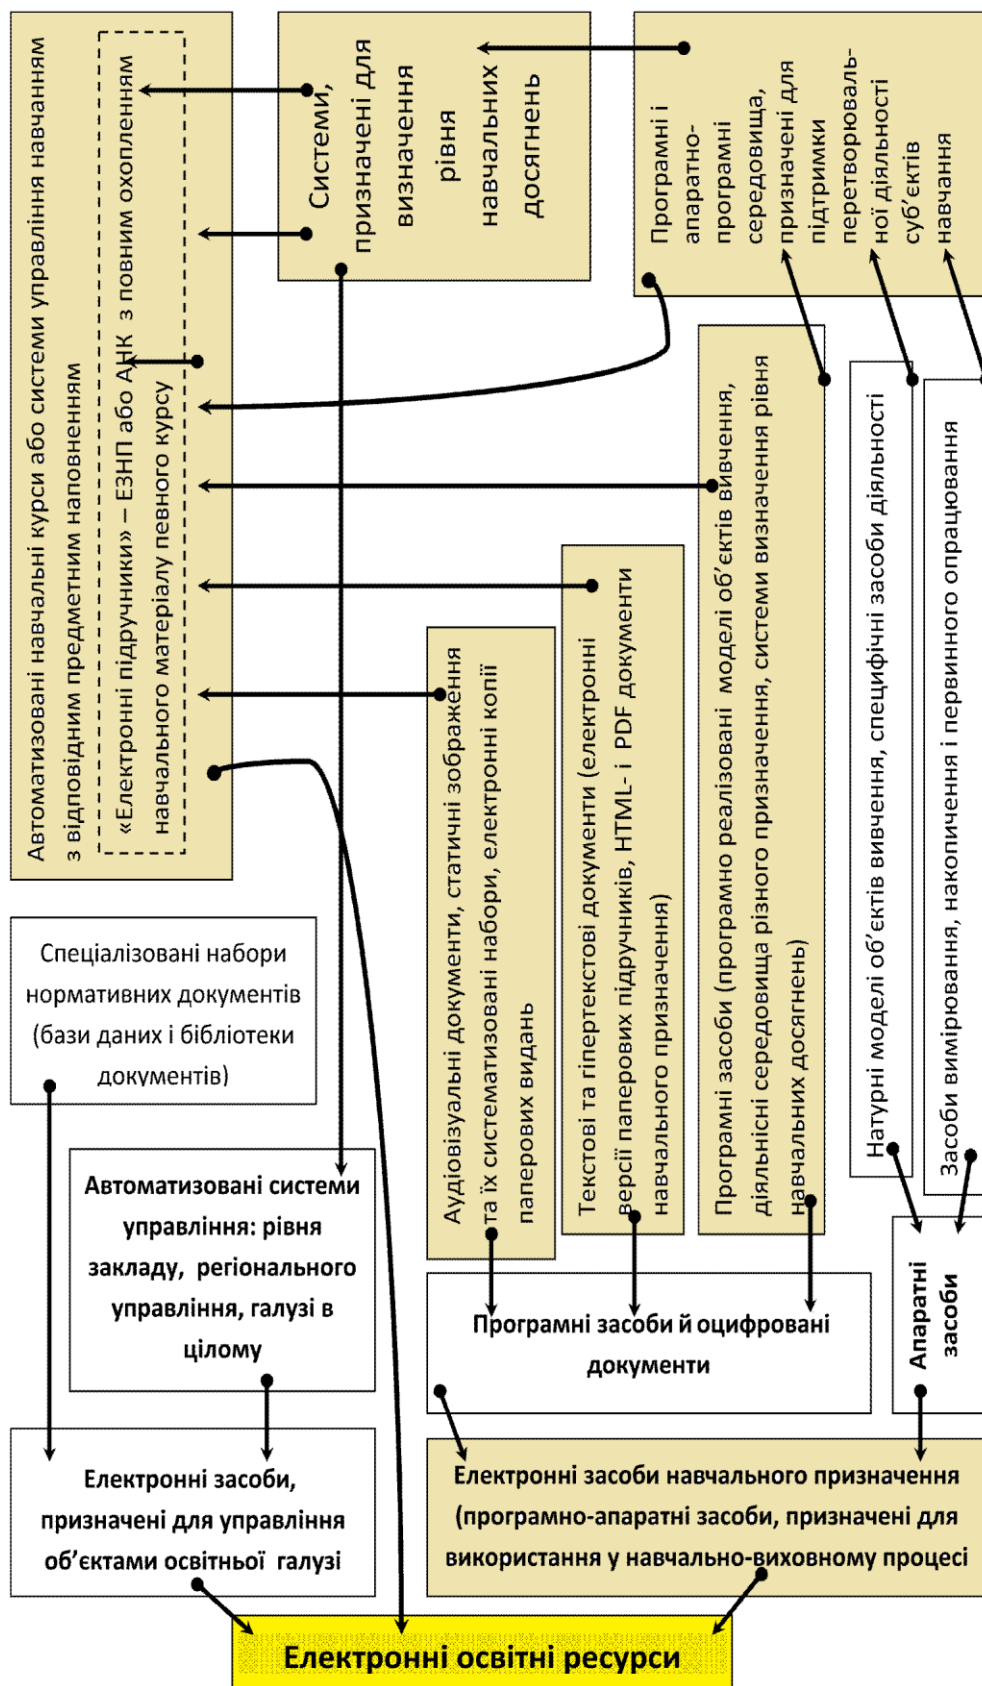 Автоматизовані навчальні курси або системи управління навчанням
з відповідним предметним наповненням
«Електронні підручники» – ЕЗНП або АНК з повним охопленням
навчального матеріалу певного курсу
Системи,
призначені для
визначення
рівня
навчальних
досягнень
Програмні і
апаратно-
програмні
середовища,
призначені для
підтримки
перетворюваль-
ної діяльності
суб’єктів
навчання
Спеціалізовані набори
нормативних документів
(бази даних і бібліотеки
документів)
Автоматизовані системи
управління: рівня
закладу, регіонального
управління, галузі в
цілому
Аудіовізуальні документи, статичні зображення
та їх систематизовані набори, електронні копії
паперових видань
Текстові та гіпертекстові документи (електронні
версії паперових підручників, HTML- і PDF документи
навчального призначення)
Програмні засоби (програмно реалізовані моделі об’єктів вивчення,
діяльнісні середовища різного призначення, системи визначення рівня
навчальних досягнень)
Натурні моделі об’єктів вивчення, специфічні засоби діяльності
Засоби вимірювання, накопичення і первинного опрацювання
Програмні засоби й оцифровані
документи
Апаратні
засоби
Електронні засоби,
призначені для управління
об’єктами освітньої галузі
Електронні засоби навчального призначення
(програмно-апаратні засоби, призначені для
використання у навчально-виховному процесі
Електронні освітні ресурси